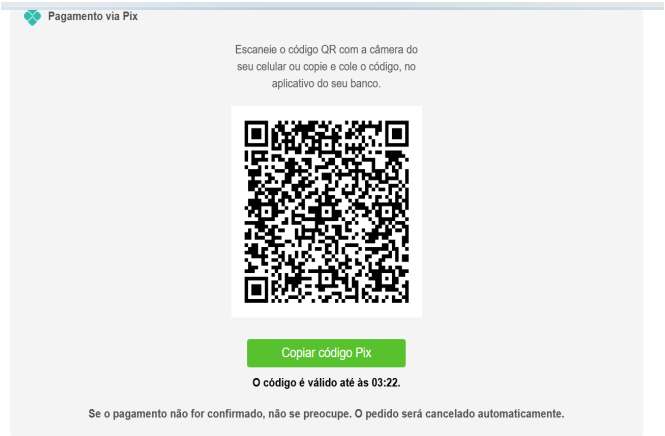 Pagamento via Pix
Escaneie o código QR com a câmera do
seu celular ou copie e cole o código, no
aplicativo do seu banco.
Copiar código Pix
O código é válido até às 03:22.
Se o pagamento não for confirmado, não se preocupe. O pedido será cancelado automaticamente.